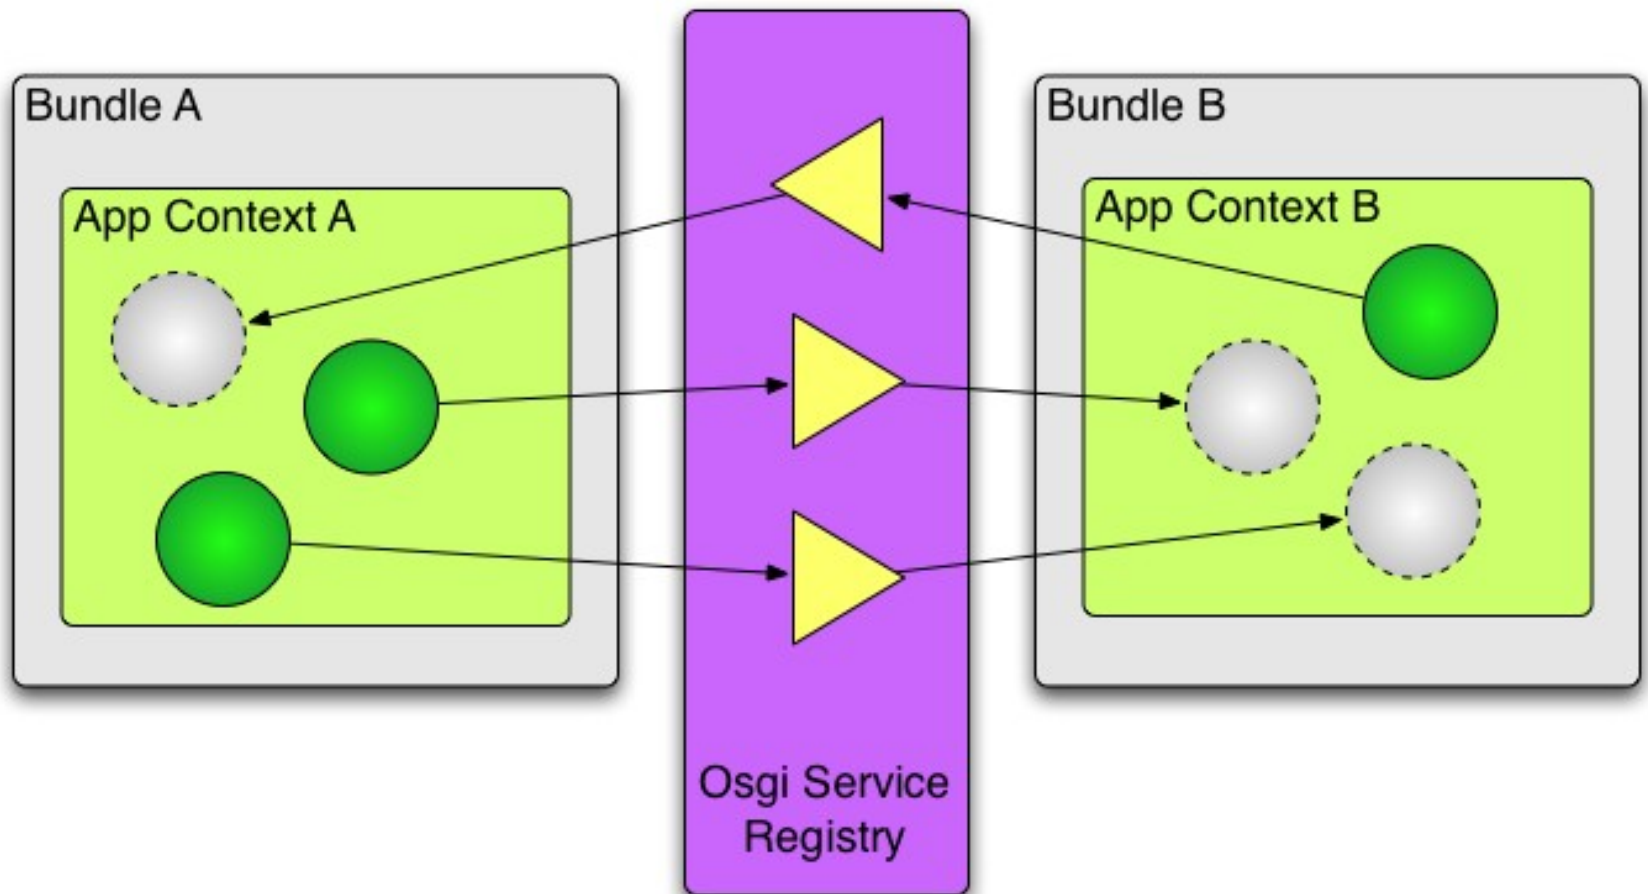 Bundle A
App Context A
Osgi Service
Registry
Bundle B
App Context B